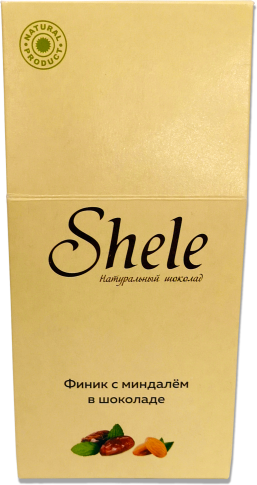 NATURAL PRODUCT
Shele
Натуральный шоколад
Финик с миндалём
в шоколаде